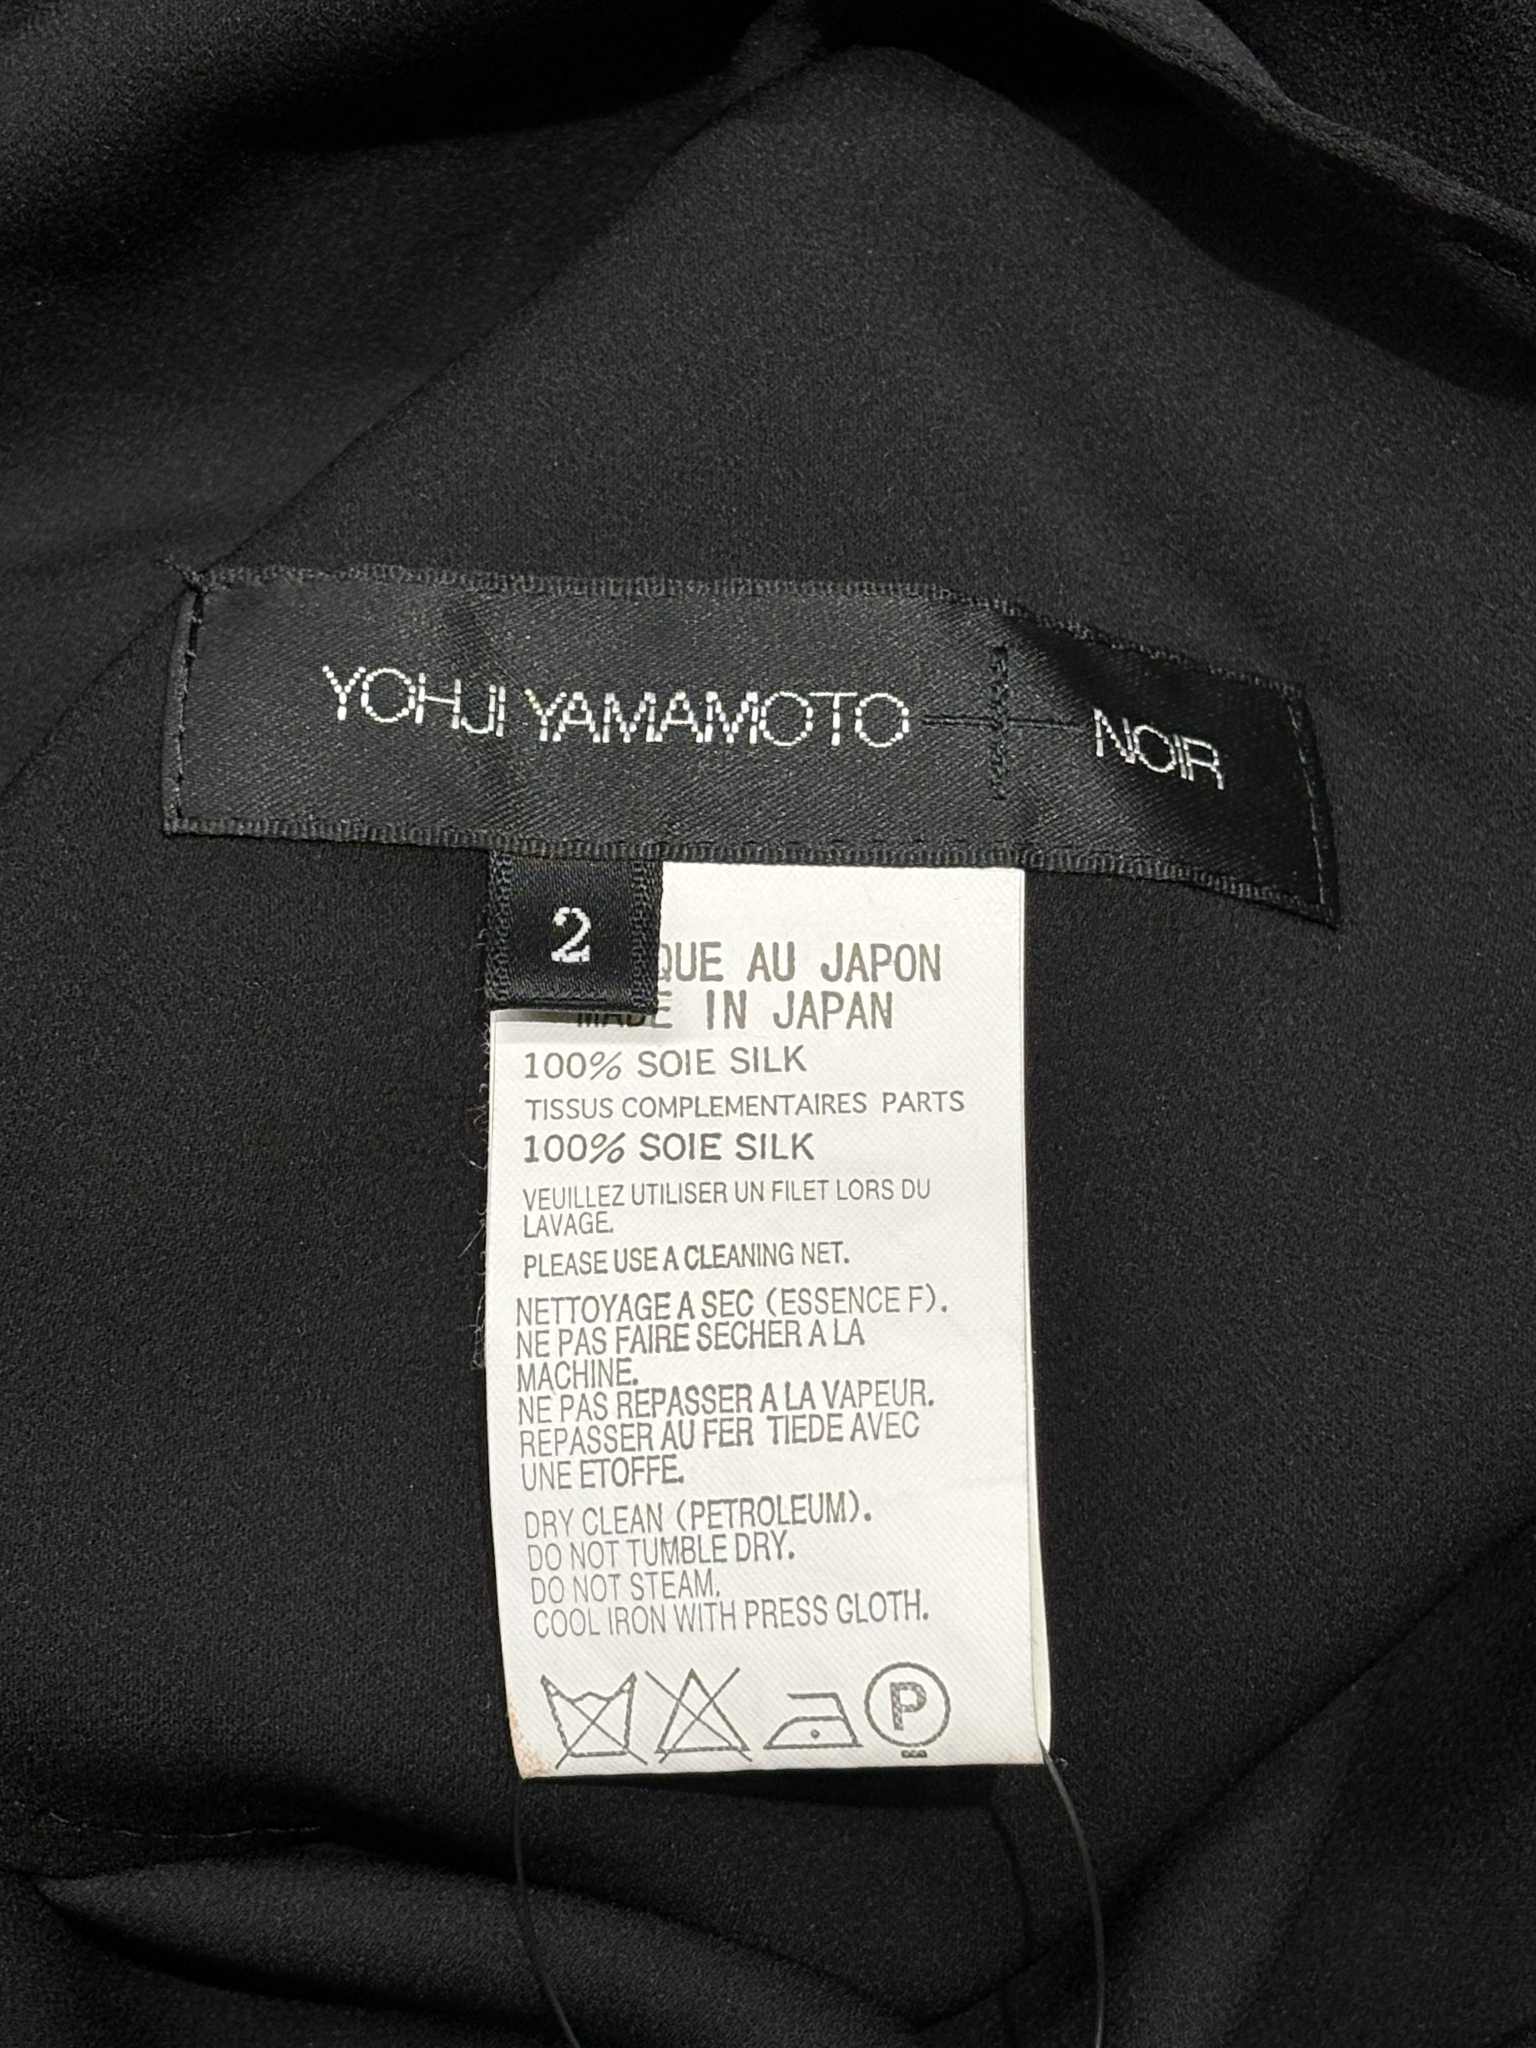 YOHJI YAMAMOTO NOIR
2
QUE AU JAPON
MADE IN JAPAN
100% SOIE SILK
TISSUS COMPLEMENTAIRES PARTS
100% SOIE SILK
VEUILLEZ UTILISER UN FILET LORS DU
LAVAGE.
PLEASE USE A CLEANING NET.
NETTOYAGE A SEC (ESSENCE F).
NE PAS FAIRE SECHER A LA
MACHINE.
NE PAS REPASSER A LA VAPEUR.
REPASSER AU FER TIEDE AVEC
UNE ETOFFE.
DRY CLEAN (PETROLEUM).
DO NOT TUMBLE DRY.
DO NOT STEAM.
COOL IRON WITH PRESS GLOTH.
P